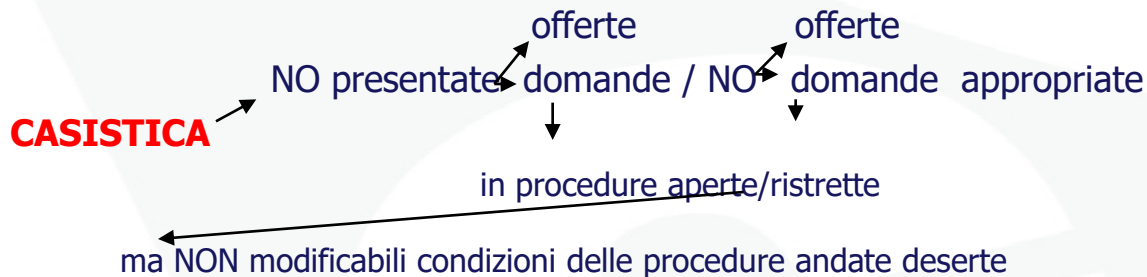 offerte offerte
NO presentate domande / NO domande appropriate
CASISTICA
in procedure aperte/ristrette
ma NON modificabili condizioni delle procedure andate deserte